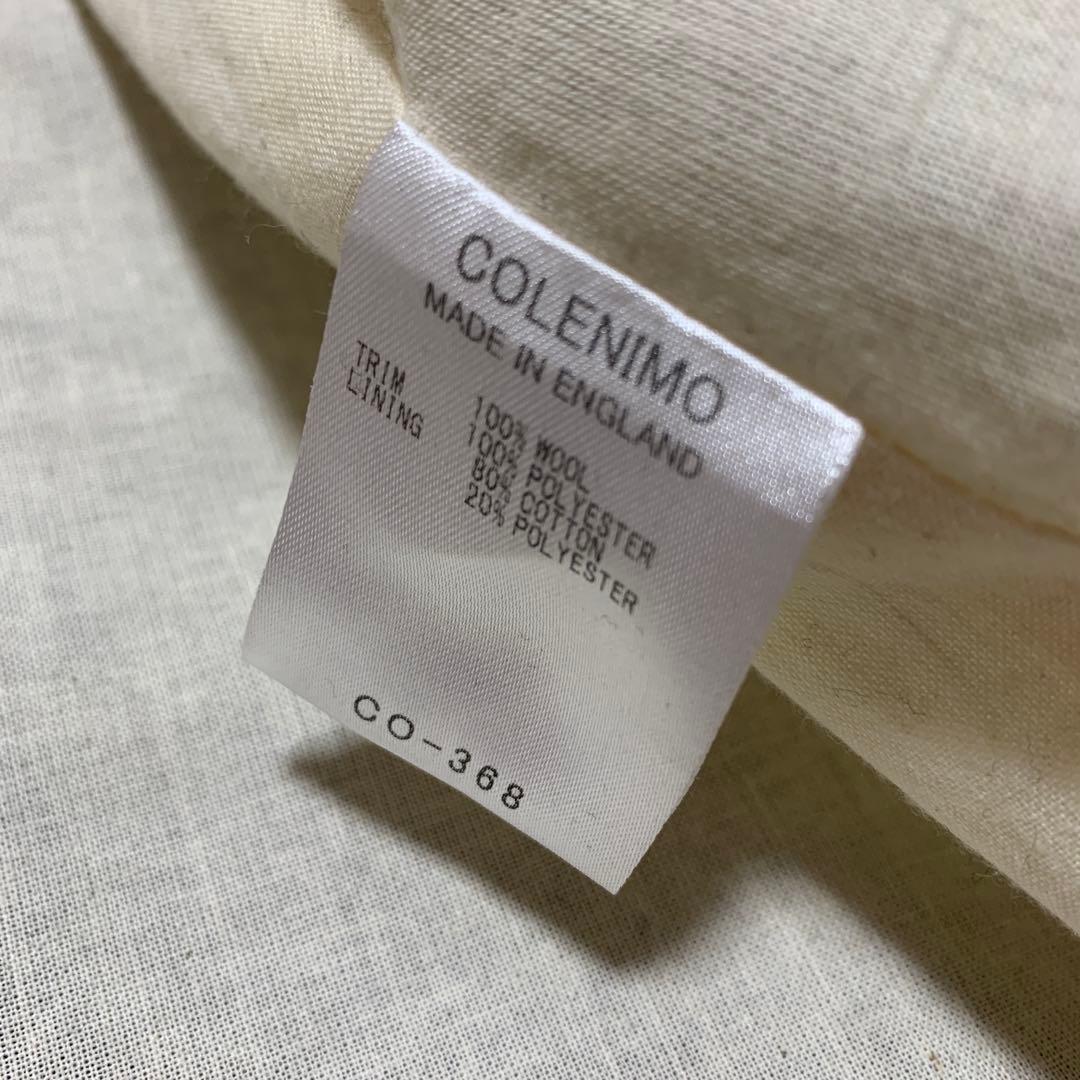 COLENIMO
MADE IN ENGLAND
100% WOOL
TRIM 100% POLYESTER
LINING 80% COTTON
20% POLYESTER
CO-368